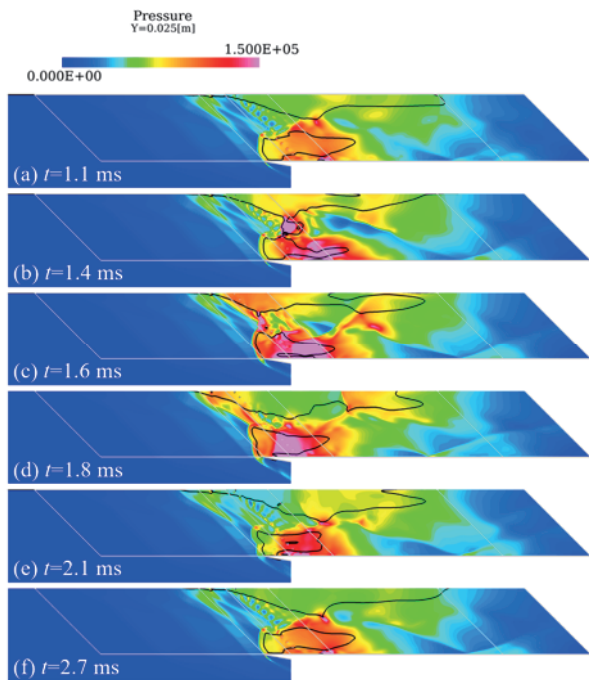 Pressure
Y=0.025[m]
1.500E+05
0.000E+00
(a) t=1.1 ms
(b) t=1.4 ms
(c) t=1.6 ms
(d) t=1.8 ms
(e) t=2.1 ms
(f) t=2.7 ms